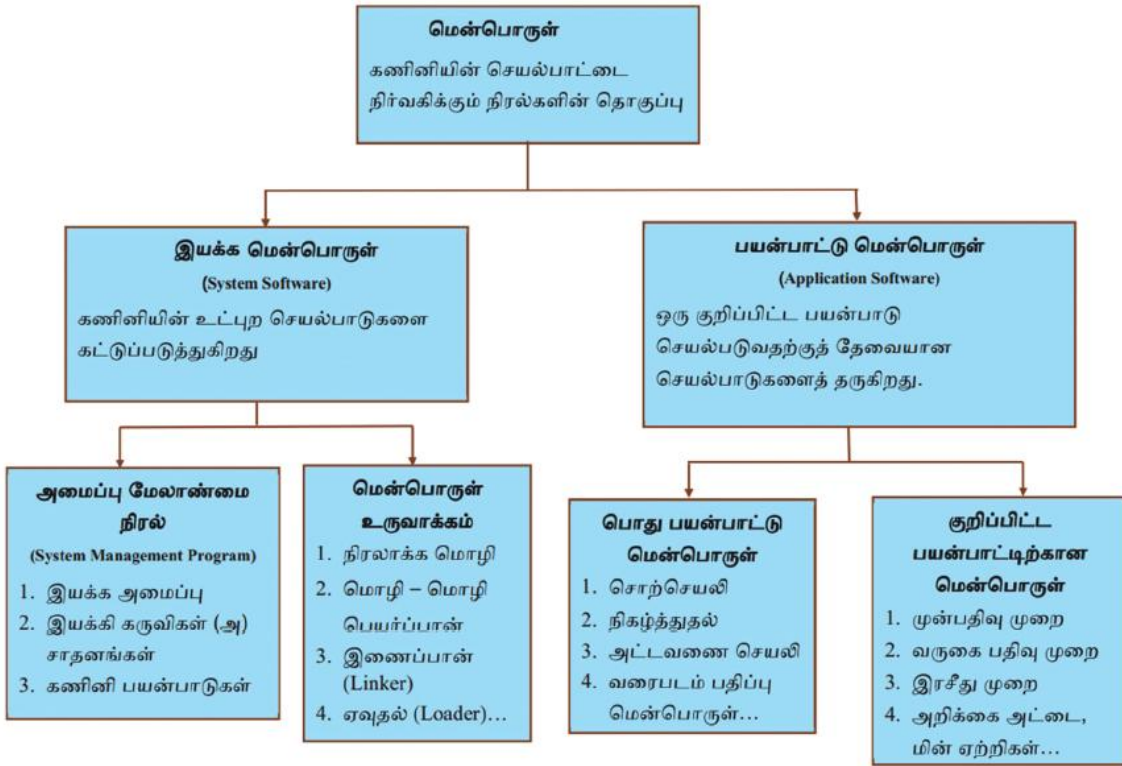 மென்பொருள்
கணினியின் செயல்பாட்டை
நிர்வகிக்கும் நிரல்களின் தொகுப்பு
இயக்க மென்பொருள்
(System Software)
கணினியின் உட்புற செயல்பாடுகளை
கட்டுப்படுத்துகிறது
பயன்பாட்டு மென்பொருள்
(Application Software)
ஒரு குறிப்பிட்ட பயன்பாடு
செயல்படுவதற்குத் தேவையான
செயல்பாடுகளைத் தருகிறது.
அமைப்பு மேலாண்மை
நிரல்
(System Management Program)
1. இயக்க அமைப்பு
2. இயக்கி கருவிகள் (அ)
சாதனங்கள்
3. கணினி பயன்பாடுகள்
மென்பொருள்
உருவாக்கம்
1. நிரலாக்க மொழி
2. மொழி – மொழி
பெயர்ப்பான்
3. இணைப்பான்
(Linker)
4. ஏவுதல் (Loader)...
பொது பயன்பாட்டு
மென்பொருள்
1. சொற்செயலி
2. நிகழ்த்துதல்
3. அட்டவணை செயலி
4. வரைபடம் பதிப்பு
மென்பொருள்...
குறிப்பிட்ட
பயன்பாட்டிற்கான
மென்பொருள்
1. முன்பதிவு முறை
2. வருகை பதிவு முறை
3. இரசீது முறை
4. அறிக்கை அட்டை,
மின் ஏற்றிகள்...